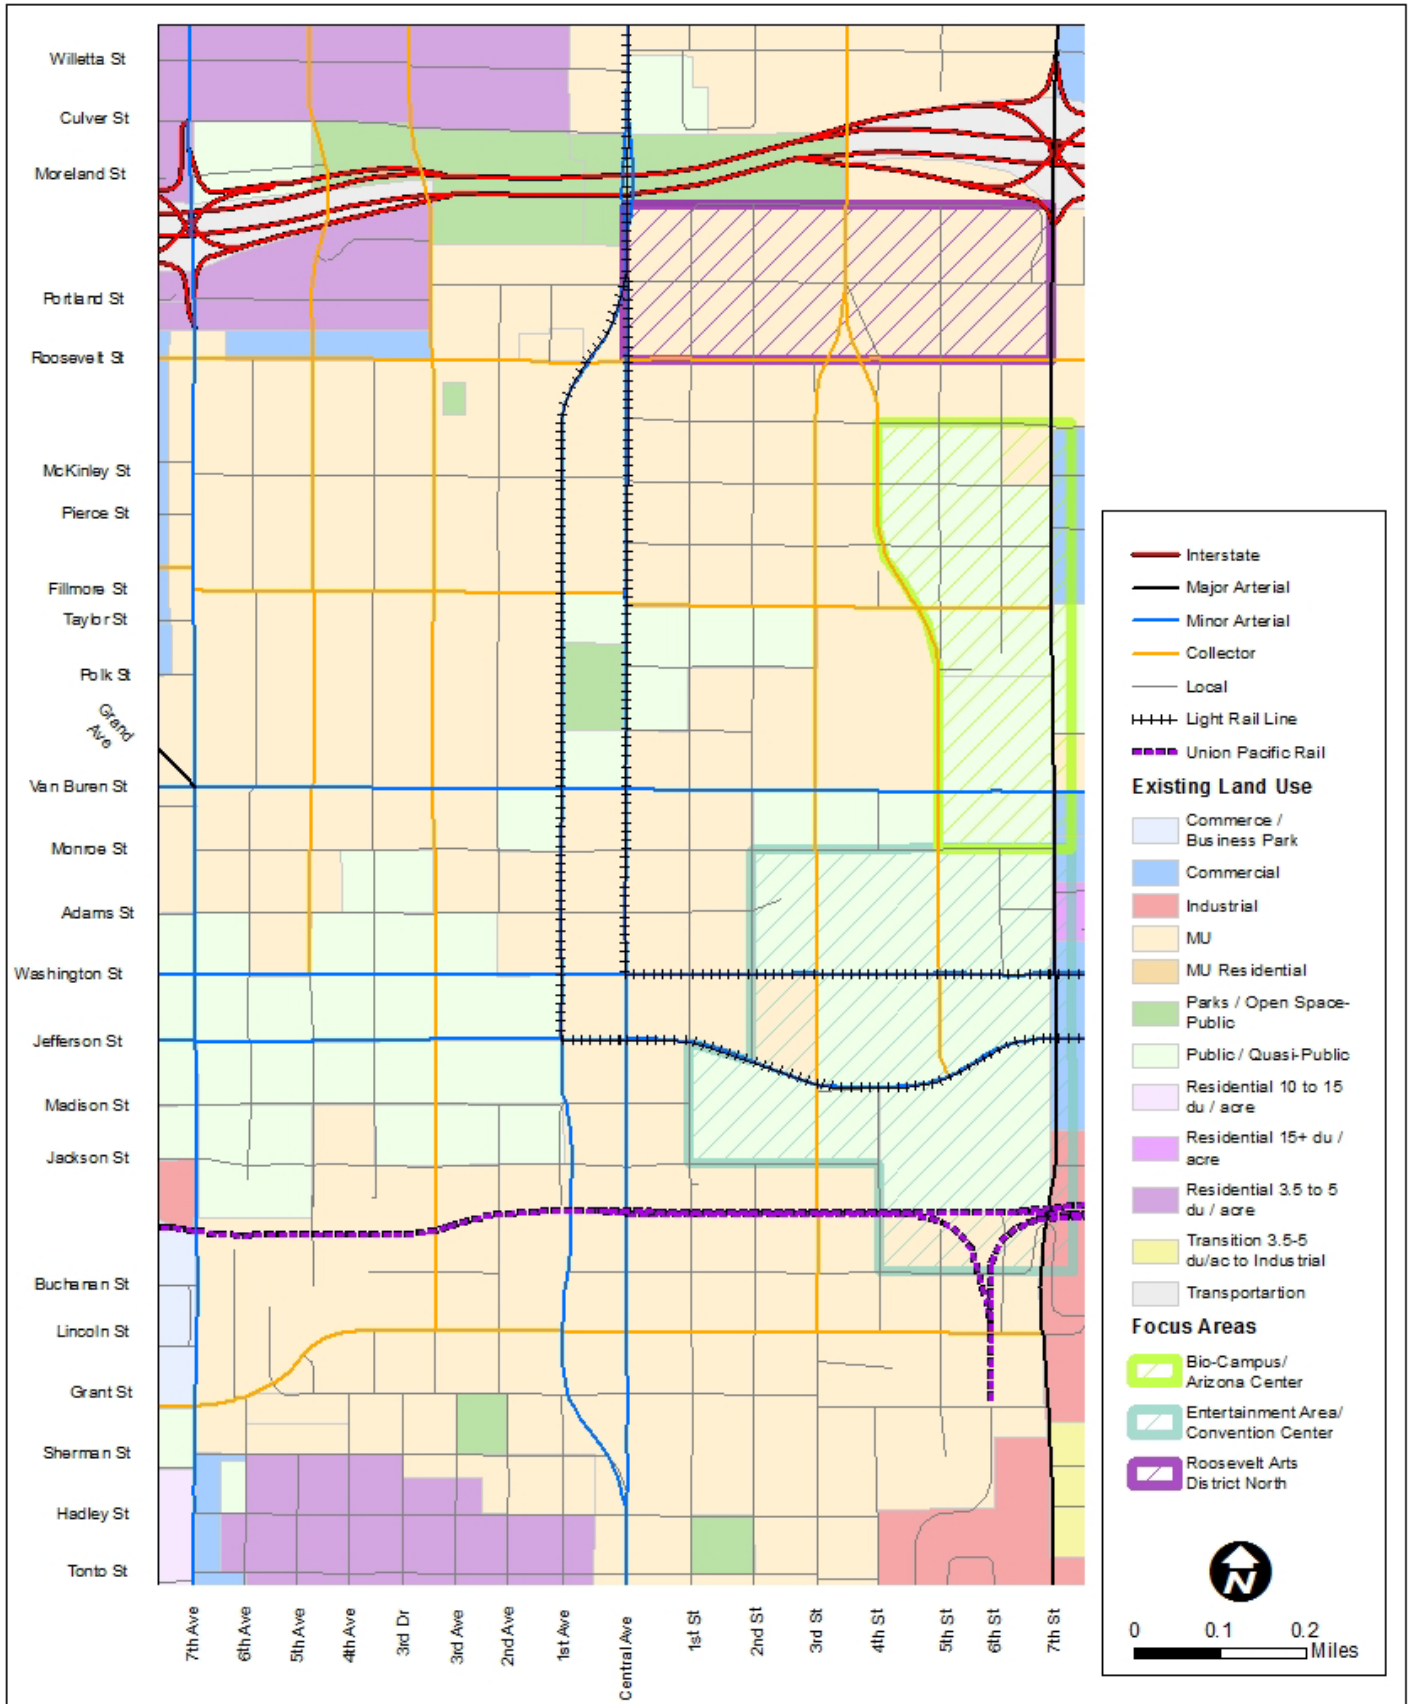 Willetta St
Culver St
Moreland St
Portland St
Roosevelt St
McKinley St
Pierce St
Fillmore St
Taylor St
Polk St
Grand
Ave
Van Buren St
Monroe St
Adams St
Washington St
Jefferson St
Madison St
Jackson St
Buchanan St
Lincoln St
Grant St
Sherman St
Hadley St
Tonto St
7th Ave
6th Ave
5th Ave
4th Ave
3rd Dr
3rd Ave
2nd Ave
1st Ave
Central Ave
1st St
2nd St
3rd St
4th St
5th St
6th St
7th St
Interstate
Major Arterial
Minor Arterial
Collector
Local
Light Rail Line
Union Pacific Rail
Existing Land Use
Commerce /
Business Park
Commercial
Industrial
MU
MU Residential
Parks / Open Space-
Public
Public / Quasi-Public
Residential 10 to 15
du / acre
Residential 15+ du /
acre
Residential 3.5 to 5
du / acre
Transition 3.5-5
du/ac to Industrial
Transportartion
Focus Areas
Bio-Campus/
Arizona Center
Entertainment Area/
Convention Center
Roosevelt Arts
District North
N
0 0.1 0.2
Miles